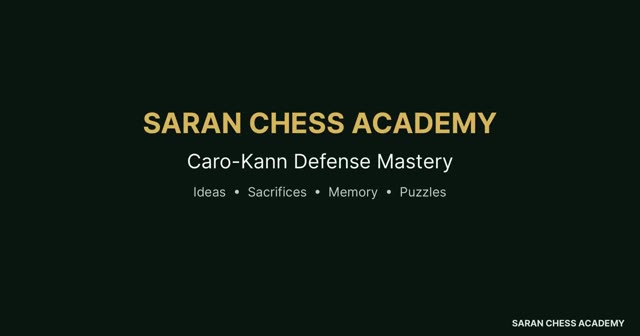 SARAN CHESS ACADEMY
Caro-Kann Defense Mastery
Ideas • Sacrifices • Memory • Puzzles
SARAN CHESS ACADEMY